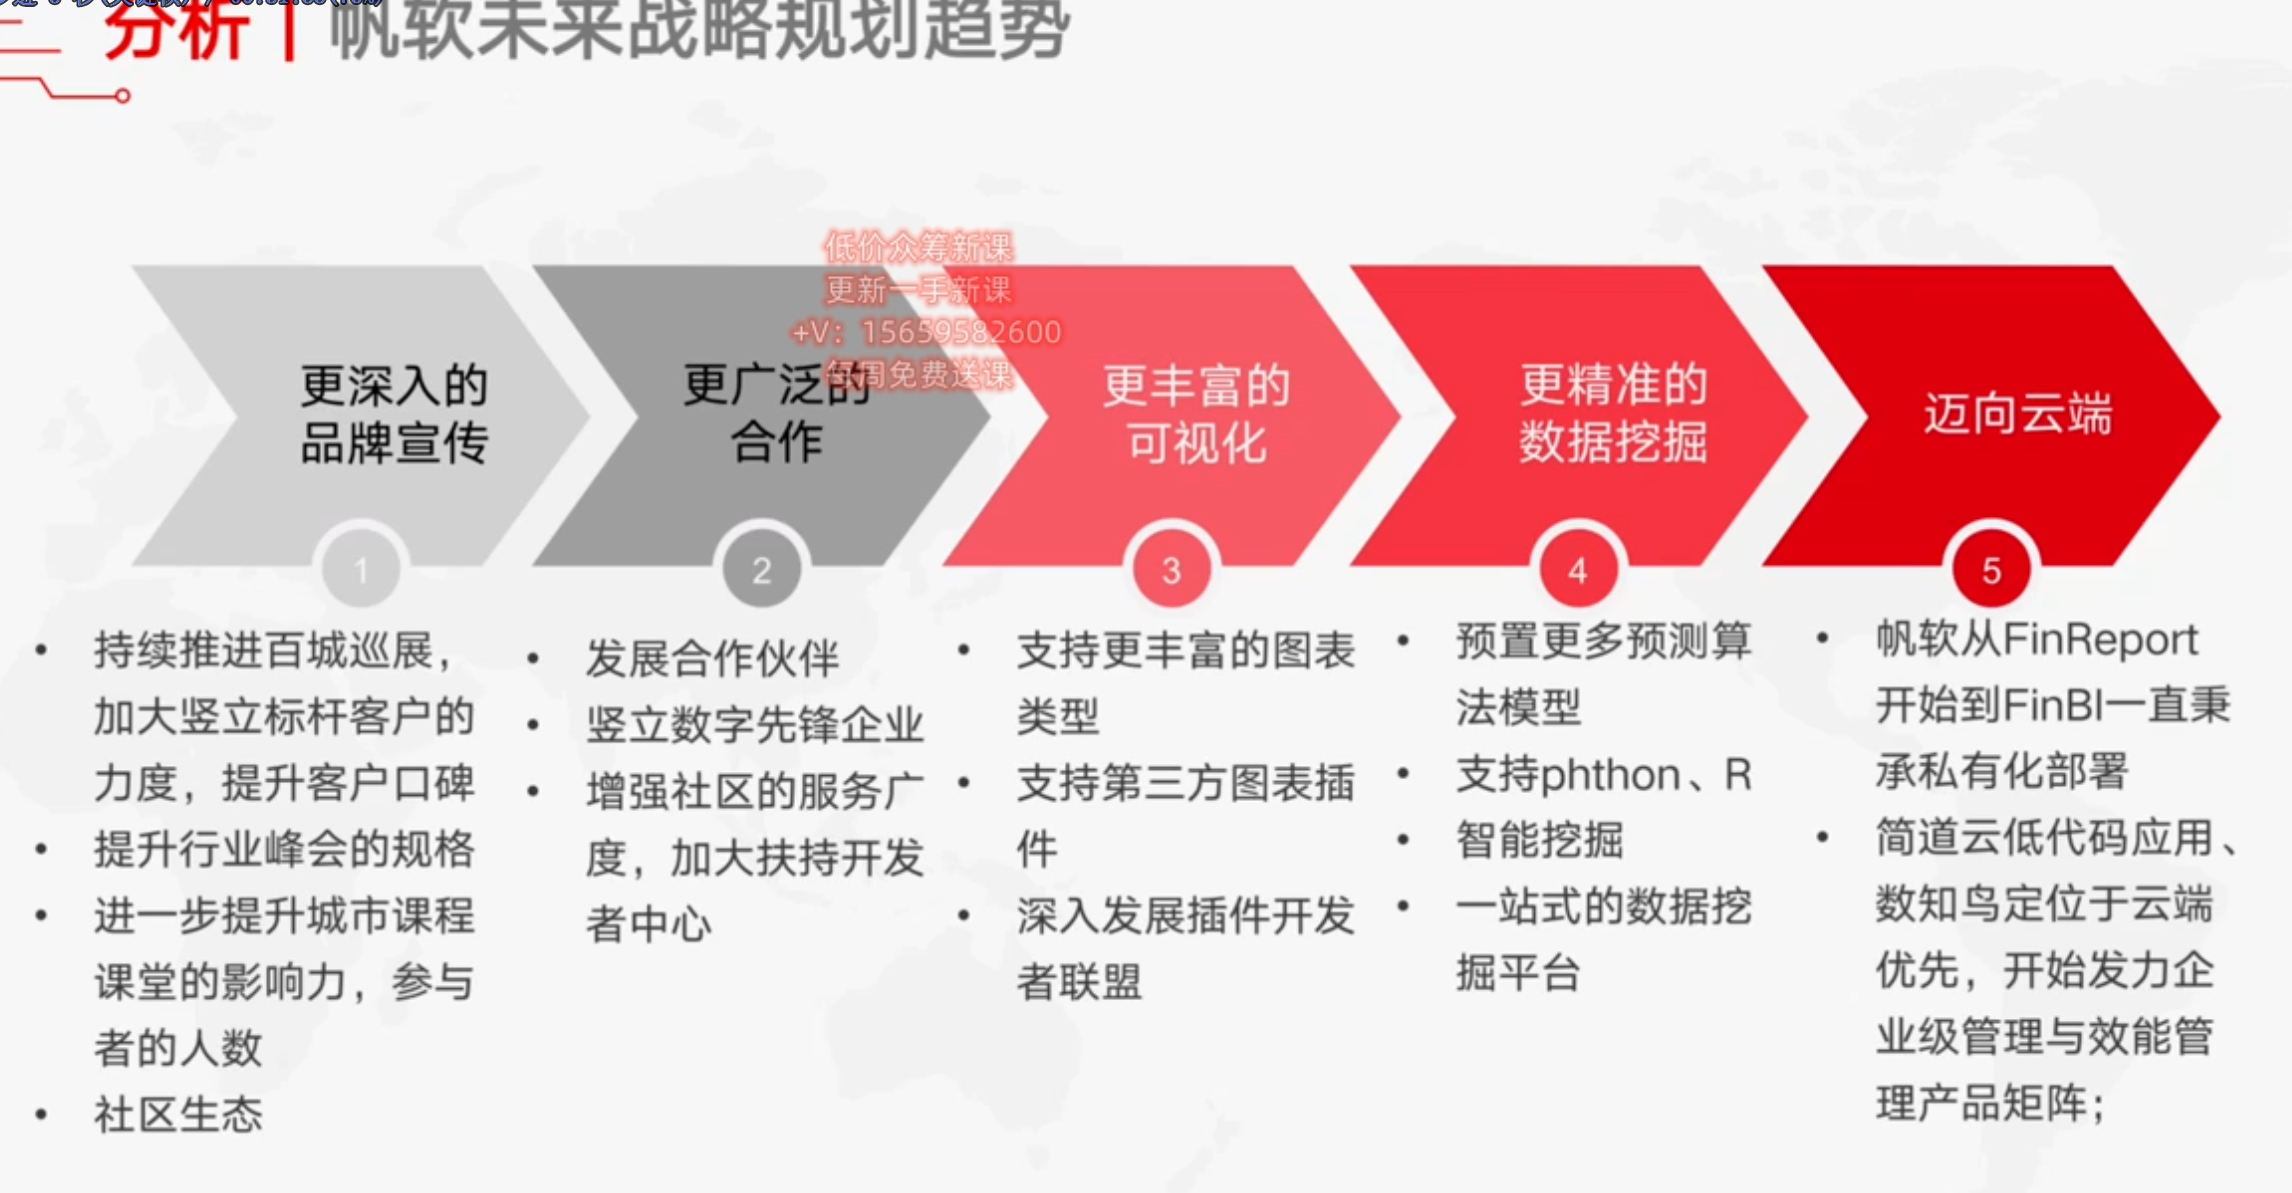 分析 | 帆软未来战略规划趋势
低价众筹新课
更新一手新课
+V：15659582600
每周免费送课
更深入的
品牌宣传
1
持续推进百城巡展，
加大竖立标杆客户的
力度，提升客户口碑
• 提升行业峰会的规格
• 进一步提升城市课程
课堂的影响力，参与
者的人数
• 社区生态
更广泛的
合作
2
• 发展合作伙伴
• 竖立数字先锋企业
• 增强社区的服务广
度，加大扶持开发
者中心
更丰富的
可视化
3
• 支持更丰富的图表
类型
• 支持第三方图表插
件
• 深入发展插件开发
者联盟
更精准的
数据挖掘
4
• 预置更多预测算
法模型
• 支持phthon、R
• 智能挖掘
• 一站式的数据挖
掘平台
迈向云端
5
• 帆软从FinReport
开始到FinBI一直秉
承私有化部署
• 简道云低代码应用、
数知鸟定位于云端
优先，开始发力企
业级管理与效能管
理产品矩阵；